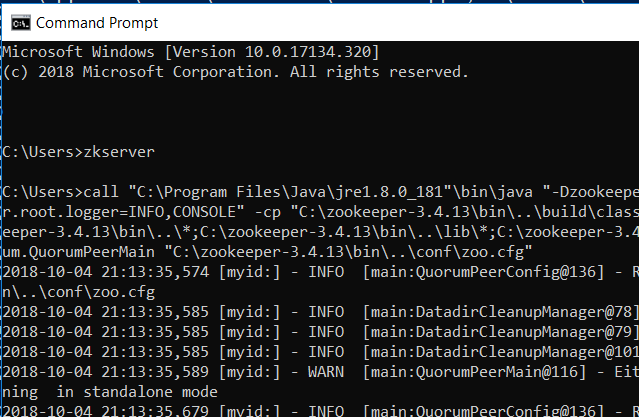 Command Prompt
Microsoft Windows [Version 10.0.17134.320]
(c) 2018 Microsoft Corporation. All rights reserved.
C:\Users>zkserver
C:\Users>call "C:\Program Files\Java\jre1.8.0_181"\bin\java "-Dzookeepe
r.root.logger=INFO,CONSOLE" -cp "C:\zookeeper-3.4.13\bin\..\build\class
eeper-3.4.13\bin\..\*;C:\zookeeper-3.4.13\bin\..\lib\*;C:\zookeeper-3.4
um.QuorumPeerMain "C:\zookeeper-3.4.13\bin\..\conf\zoo.cfg"
2018-10-04 21:13:35,574 [myid:] - INFO  [main:QuorumPeerConfig@136] - R
n\..\conf\zoo.cfg
2018-10-04 21:13:35,585 [myid:] - INFO  [main:DatadirCleanupManager@78]
2018-10-04 21:13:35,585 [myid:] - INFO  [main:DatadirCleanupManager@79]
2018-10-04 21:13:35,585 [myid:] - INFO  [main:DatadirCleanupManager@101
2018-10-04 21:13:35,589 [myid:] - WARN  [main:QuorumPeerMain@116] - Eit
ning  in standalone mode
2018-10-04 21:13:35,679 [myid:] - INFO  [main:QuorumPeerConfig@136] - R